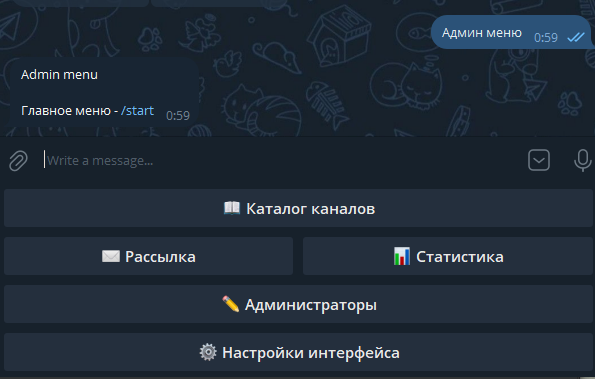 Админ меню 0:59
Admin menu
Главное меню - /start 0:59
Write a message...
📖 Каталог каналов
✉️ Рассылка
📊 Статистика
✏️ Администраторы
⚙️ Настройки интерфейса